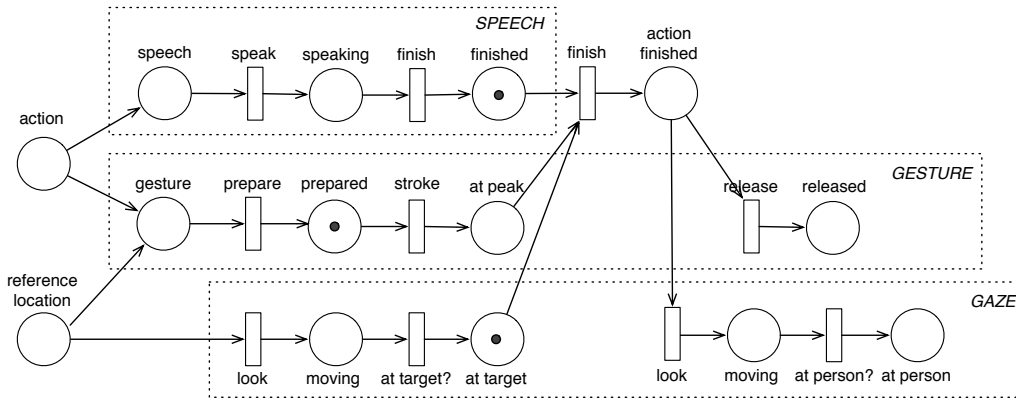 SPEECH
action
finished
speech
speak
speaking
finish
finished
finish
action
GESTURE
gesture
prepare
prepared
stroke
at peak
release
released
reference
location
GAZE
look
moving
at target?
at target
look
moving
at person?
at person